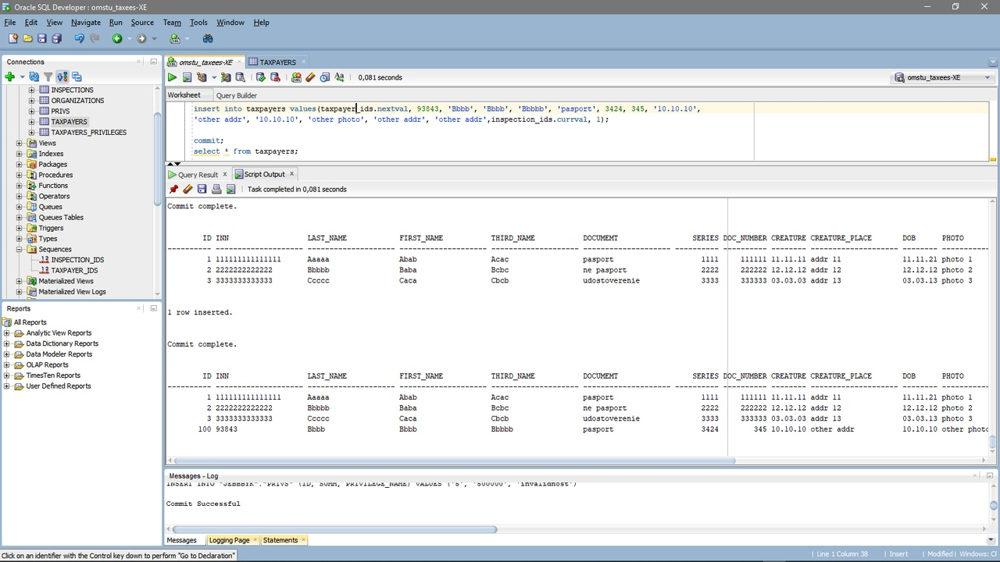 Oracle SQL Developer : omstu_taxees-XE
File Edit View Navigate Run Source Team Tools Window Help
Connections
INSPECTIONS
ORGANIZATIONS
PRIVS
TAXPAYERS
TAXPAYERS_PRIVILEGES
Views
Indexes
Packages
Procedures
Functions
Operators
Queues
Queues Tables
Triggers
Types
Sequences
INSPECTION_IDS
TAXPAYER_IDS
Materialized Views
Materialized View Logs
Reports
All Reports
Analytic View Reports
Data Dictionary Reports
Data Modeler Reports
OLAP Reports
TimesTen Reports
User Defined Reports
omstu_taxees-XE TAXPAYERS
0,081 seconds omstu_taxees-XE
Worksheet Query Builder
insert into taxpayers values(taxpayer_ids.nextval, 93843, 'Bbbb', 'Bbbb', 'Bbbbb', 'pasport', 3424, 345, '10.10.10',
'other addr', '10.10.10', 'other photo', 'other addr', 'other addr',inspection_ids.currval, 1);
commit;
select * from taxpayers;
Query Result Script Output
Task completed in 0,081 seconds
Commit complete.
ID INN LAST_NAME FIRST_NAME THIRD_NAME DOCUMEMT SERIES DOC_NUMBER CREATURE CREATURE_PLACE DOB PHOTO
---------- -------------------- -------------------- -------------------- -------------------- -------------------- ---------- ---------- -------- -------------------- -------- ----------
1 111111111111111 Aaaaa Abab Acac pasport 1111 111111 11.11.11 addr 11 11.11.21 photo 1
2 2222222222222 Bbbbb Baba Bcbc ne pasport 2222 222222 12.12.12 addr 12 12.12.12 photo 2
3 3333333333333 Ccccc Caca Cbcb udostoverenie 3333 333333 03.03.03 addr 13 03.03.13 photo 3
1 row inserted.
Commit complete.
ID INN LAST_NAME FIRST_NAME THIRD_NAME DOCUMEMT SERIES DOC_NUMBER CREATURE CREATURE_PLACE DOB PHOTO
---------- -------------------- -------------------- -------------------- -------------------- -------------------- ---------- ---------- -------- -------------------- -------- ----------
1 111111111111111 Aaaaa Abab Acac pasport 1111 111111 11.11.11 addr 11 11.11.21 photo 1
2 2222222222222 Bbbbb Baba Bcbc ne pasport 2222 222222 12.12.12 addr 12 12.12.12 photo 2
3 3333333333333 Ccccc Caca Cbcb udostoverenie 3333 333333 03.03.03 addr 13 03.03.13 photo 3
100 93843 Bbbb Bbbb Bbbbb pasport 3424 345 10.10.10 other addr 10.10.10 other photo
Messages - Log
INSERT INTO "JEBBBYK"."PRIVS" (ID, SUMM, PRIVILEGE_NAME) VALUES ('5', '500000', 'invalidnost')
Commit Successful
Messages Logging Page Statements
Click on an identifier with the Control key down to perform "Go to Declaration" Line 1 Column 38 Insert Modified Windows: Cl